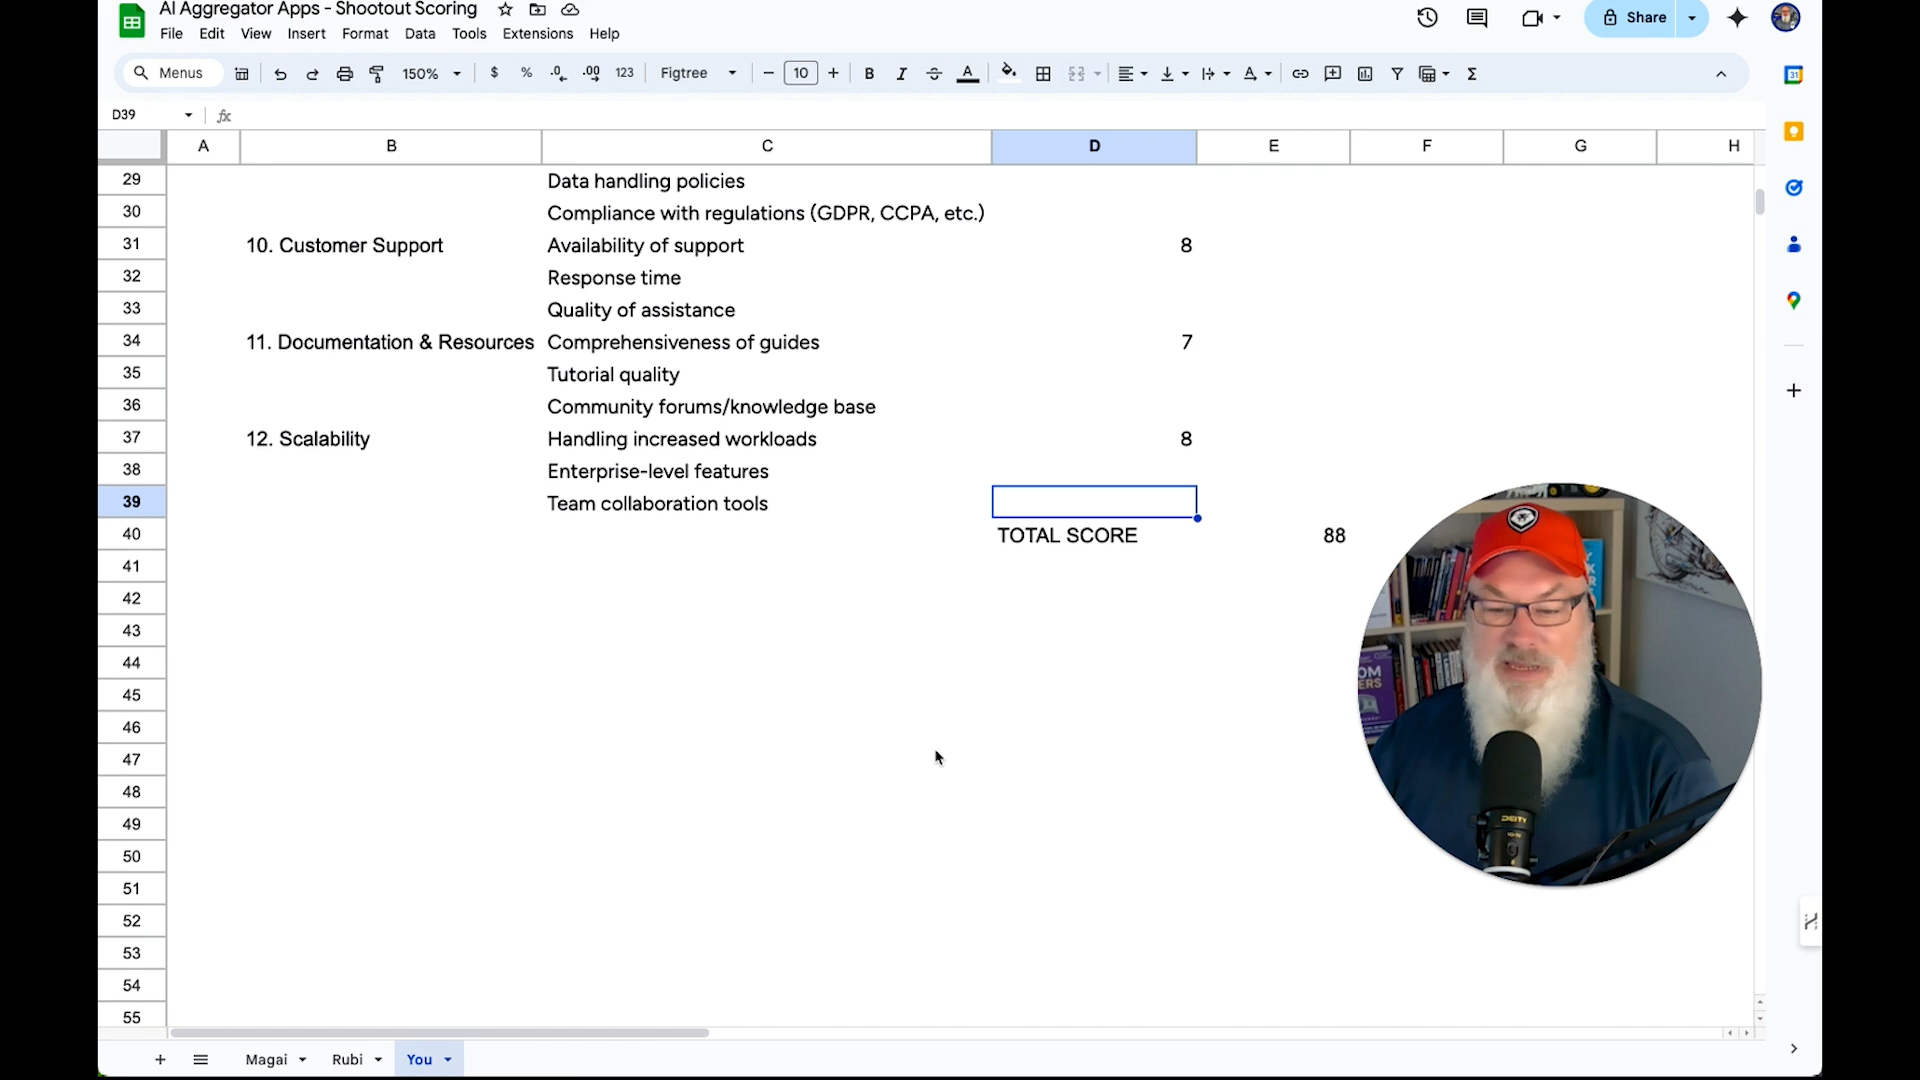 AI Aggregator Apps - Shootout Scoring
File Edit View Insert Format Data Tools Extensions Help
Share
Menus 150% $ % .0 .00 123 Figtree 10 B I A
31
D39 fx
A B C D E F G H
29 Data handling policies
30 Compliance with regulations (GDPR, CCPA, etc.)
31 10. Customer Support Availability of support 8
32 Response time
33 Quality of assistance
34 11. Documentation & Resources Comprehensiveness of guides 7
35 Tutorial quality
36 Community forums/knowledge base
37 12. Scalability Handling increased workloads 8
38 Enterprise-level features
39 Team collaboration tools
40 TOTAL SCORE 88
41
42
43
44
45
46
47
48
49
50
51
52
53
54
55
DEITY
Magai Rubi You